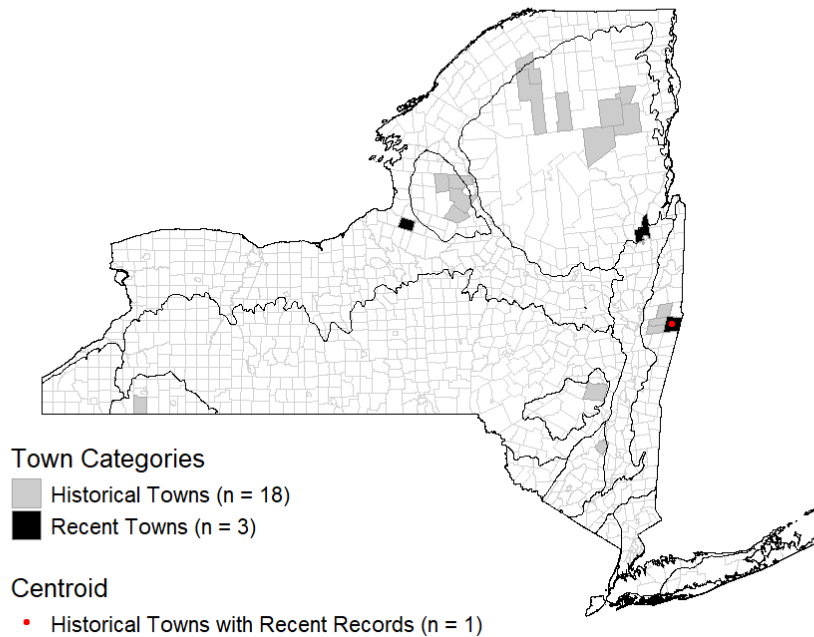 Town Categories
Historical Towns (n = 18)
Recent Towns (n = 3)
Centroid
Historical Towns with Recent Records (n = 1)